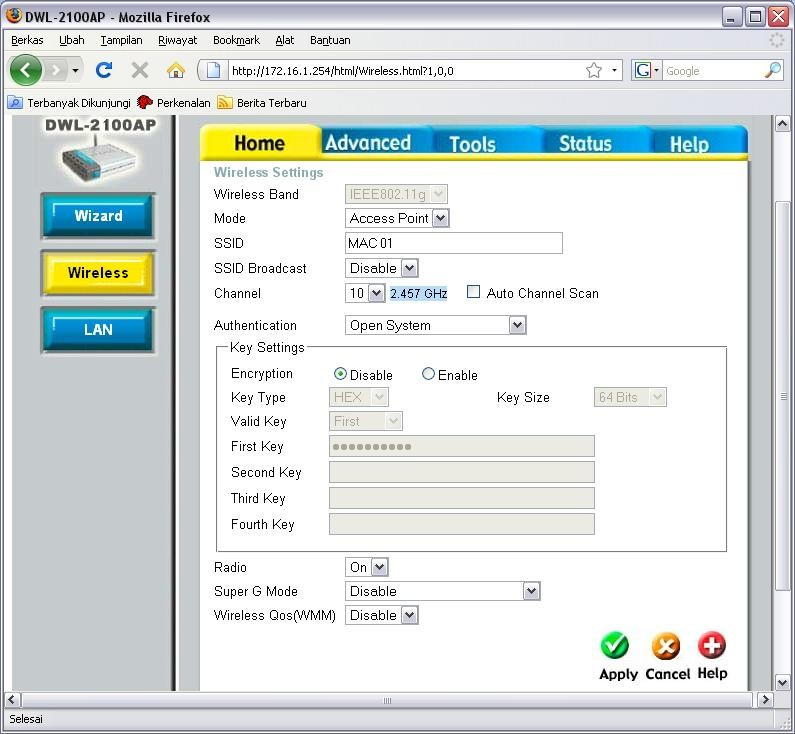 DWL-2100AP - Mozilla Firefox
Berkas Ubah Tampilan Riwayat Bookmark Alat Bantuan
http://172.16.1.254/html/Wireless.html?1,0,0 G Google
Terbanyak Dikunjungi Perkenalan Berita Terbaru
DWL-2100AP
Home Advanced Tools Status Help
Wizard
Wireless
LAN
Wireless Settings
Wireless Band IEEE802.11g
Mode Access Point
SSID MAC 01
SSID Broadcast Disable
Channel 10 2.457 GHz Auto Channel Scan
Authentication Open System
Key Settings
Encryption Disable Enable
Key Type HEX Key Size 64 Bits
Valid Key First
First Key ●●●●●●●●●●
Second Key
Third Key
Fourth Key
Radio On
Super G Mode Disable
Wireless Qos(WMM) Disable
Apply Cancel Help
Selesai